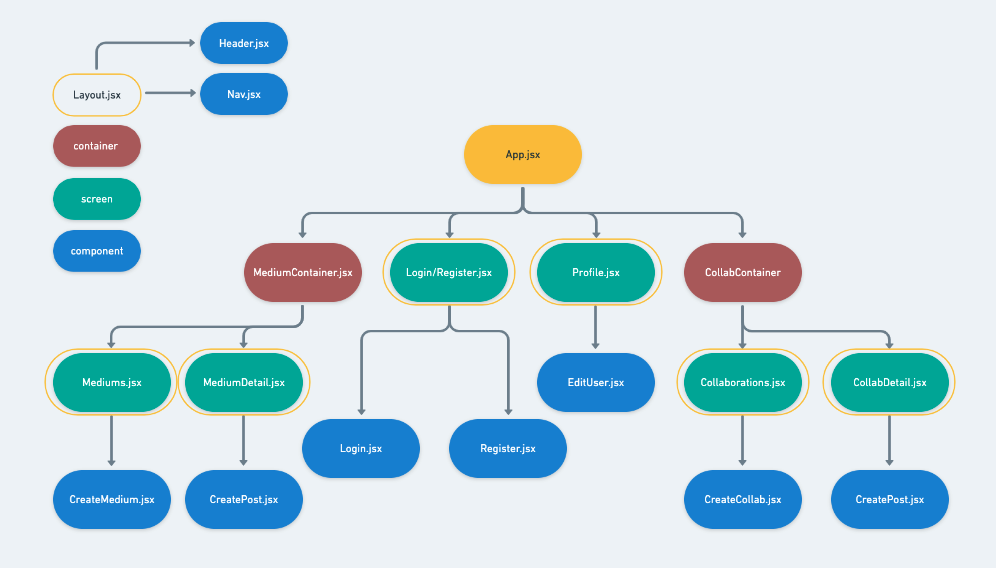 Header.jsx
Layout.jsx
Nav.jsx
container
screen
component
App.jsx
MediumContainer.jsx
Login/Register.jsx
Profile.jsx
CollabContainer
Mediums.jsx
MediumDetail.jsx
EditUser.jsx
Collaborations.jsx
CollabDetail.jsx
Login.jsx
Register.jsx
CreateMedium.jsx
CreatePost.jsx
CreateCollab.jsx
CreatePost.jsx